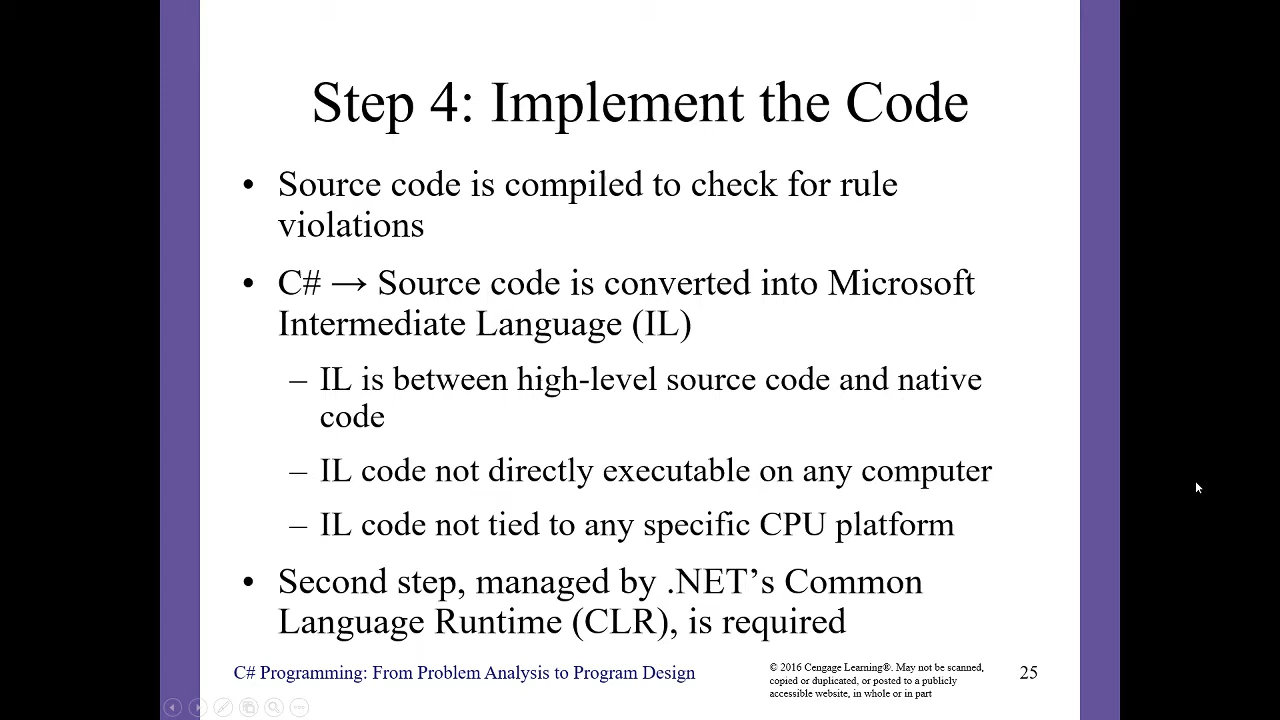 Step 4: Implement the Code
• Source code is compiled to check for rule
violations
• C# → Source code is converted into Microsoft
Intermediate Language (IL)
– IL is between high-level source code and native
code
– IL code not directly executable on any computer
– IL code not tied to any specific CPU platform
• Second step, managed by .NET’s Common
Language Runtime (CLR), is required
C# Programming: From Problem Analysis to Program Design
© 2016 Cengage Learning®. May not be scanned,
copied or duplicated, or posted to a publicly
accessible website, in whole or in part
25